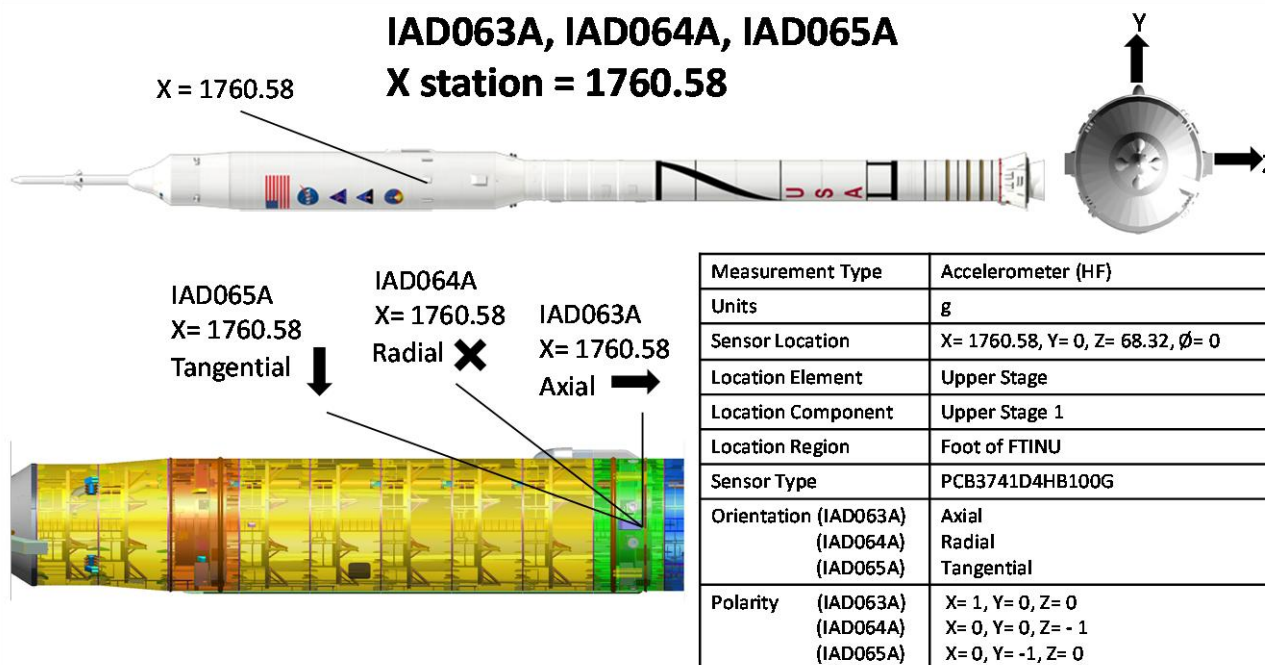 IAD063A, IAD064A, IAD065A
X station = 1760.58
X = 1760.58
Y
Z
USA
IAD065A
X= 1760.58
Tangential
IAD064A
X= 1760.58
Radial
IAD063A
X= 1760.58
Axial
Measurement Type Accelerometer (HF)
Units g
Sensor Location X= 1760.58, Y= 0, Z= 68.32, Ø= 0
Location Element Upper Stage
Location Component Upper Stage 1
Location Region Foot of FTINU
Sensor Type PCB3741D4HB100G
Orientation (IAD063A) Axial
(IAD064A) Radial
(IAD065A) Tangential
Polarity (IAD063A) X= 1, Y= 0, Z= 0
(IAD064A) X= 0, Y= 0, Z= - 1
(IAD065A) X= 0, Y= -1, Z= 0